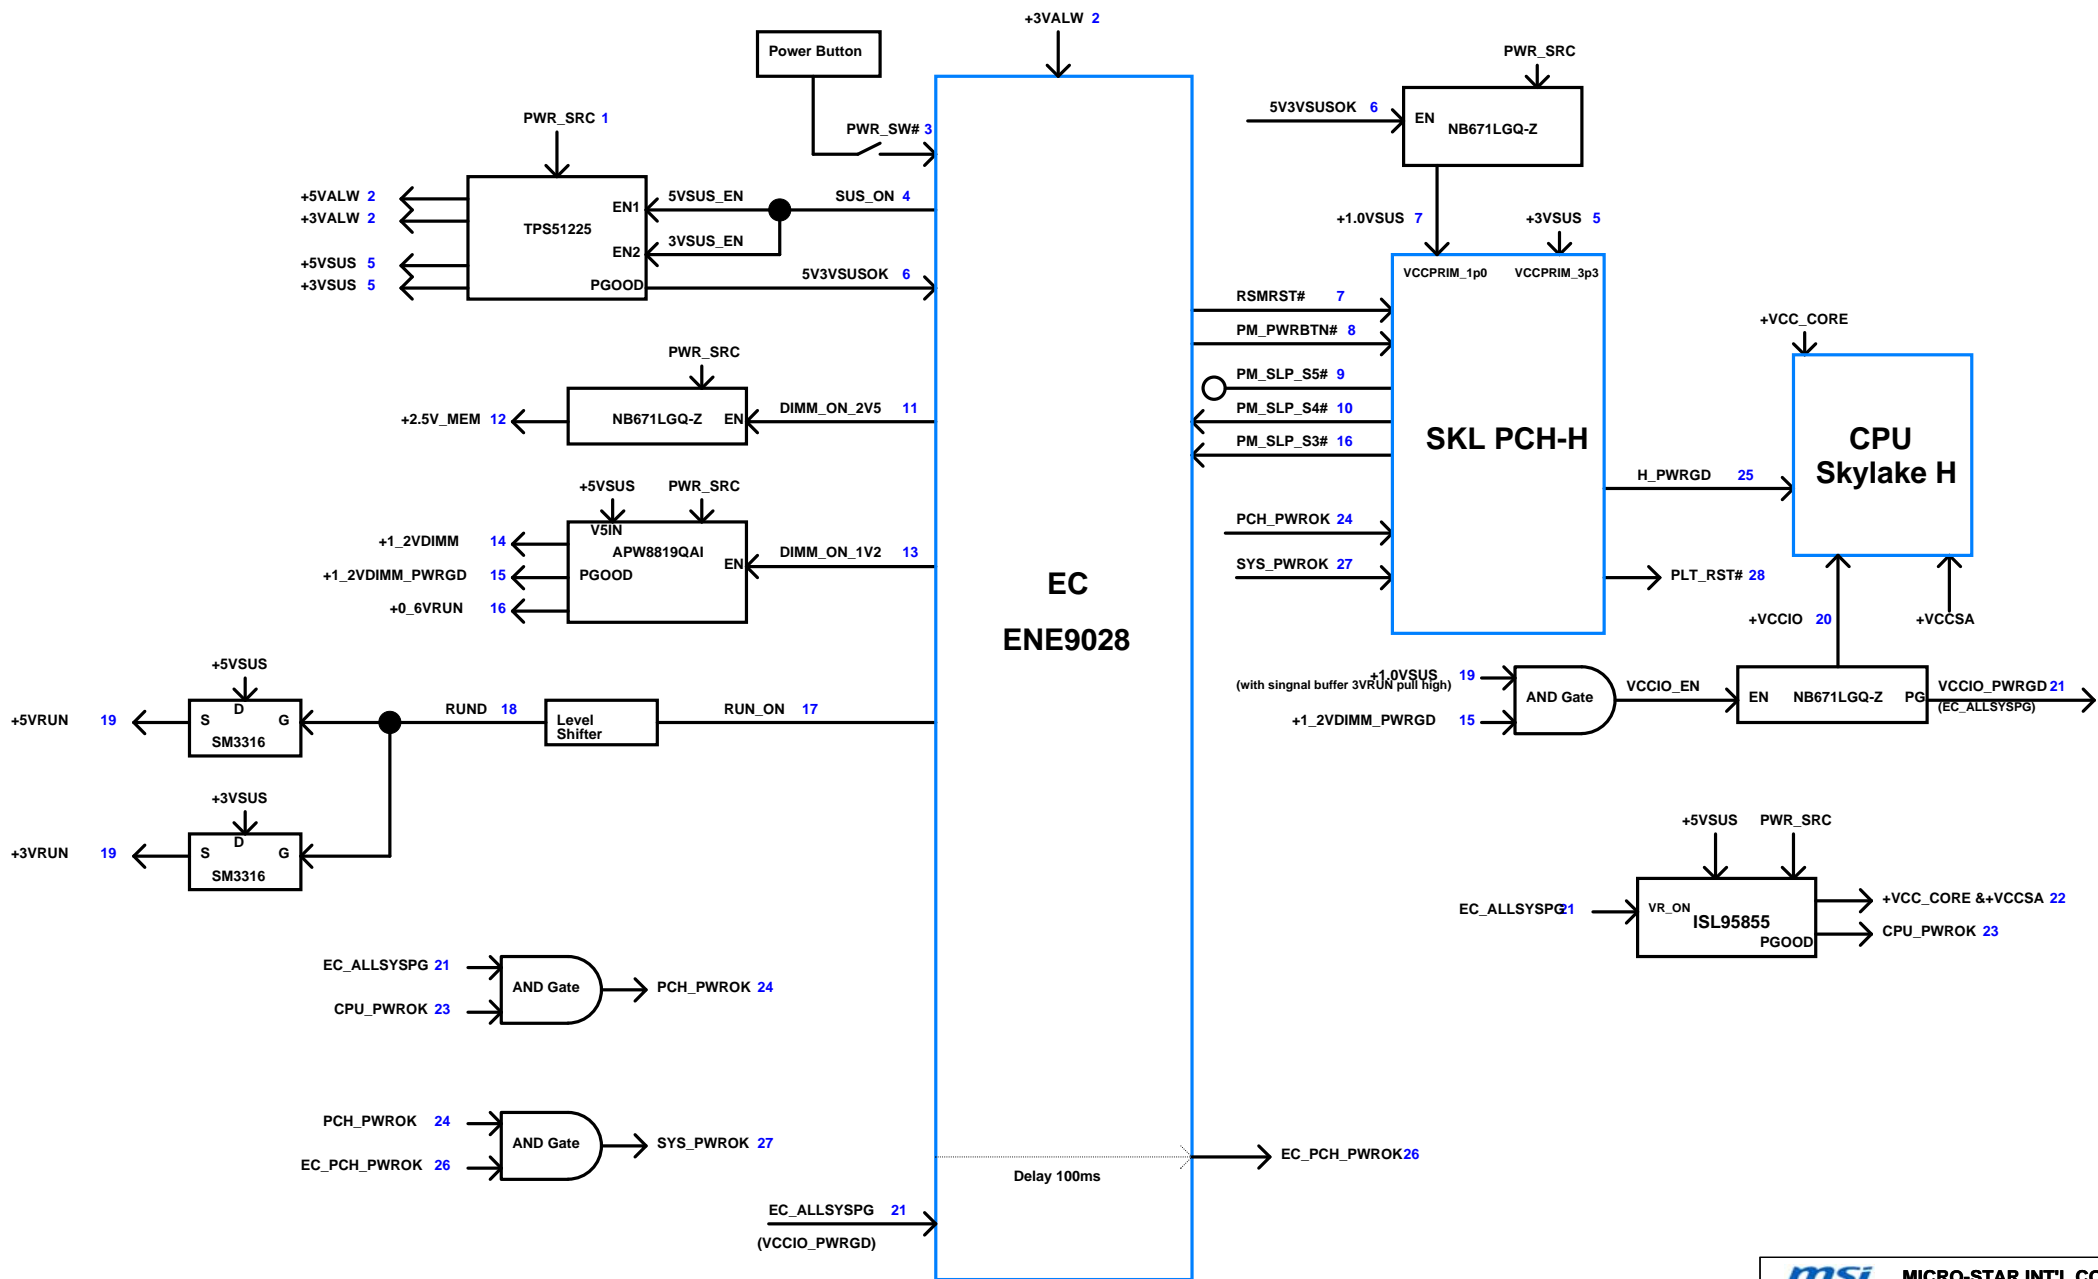 +3VALW 2
Power Button
PWR_SW# 3
PWR_SRC 1
+5VALW 2
+3VALW 2
+5VSUS 5
+3VSUS 5
TPS51225
EN1
EN2
PGOOD
5VSUS_EN
3VSUS_EN
SUS_ON 4
5V3VSUSOK 6
PWR_SRC
+2.5V_MEM 12
NB671LGQ-Z
EN
DIMM_ON_2V5 11
+5VSUS
PWR_SRC
V5IN
APW8819QAI
PGOOD
EN
+1_2VDIMM 14
+1_2VDIMM_PWRGD 15
+0_6VRUN 16
DIMM_ON_1V2 13
+5VSUS
S
D
G
SM3316
+5VRUN 19
RUND 18
Level
Shifter
RUN_ON 17
+3VSUS
S
D
G
SM3316
+3VRUN 19
EC_ALLSYSPG 21
CPU_PWROK 23
AND Gate
PCH_PWROK 24
PCH_PWROK 24
EC_PCH_PWROK 26
AND Gate
SYS_PWROK 27
EC_ALLSYSPG 21
(VCCIO_PWRGD)
EC
ENE9028
Delay 100ms
EC_PCH_PWROK 26
PWR_SRC
5V3VSUSOK 6
EN
NB671LGQ-Z
+1.0VSUS 7
+3VSUS 5
VCCPRIM_1p0
VCCPRIM_3p3
RSMRST# 7
PM_PWRBTN# 8
PM_SLP_S5# 9
PM_SLP_S4# 10
PM_SLP_S3# 16
PCH_PWROK 24
SYS_PWROK 27
SKL PCH-H
H_PWRGD 25
PLT_RST# 28
+VCC_CORE
CPU
Skylake H
+VCCIO 20
+VCCSA
+1.0VSUS 19
(with singnal buffer 3VRUN pull high)
+1_2VDIMM_PWRGD 15
AND Gate
VCCIO_EN
EN
NB671LGQ-Z
PG
VCCIO_PWRGD 21
(EC_ALLSYSPG)
+5VSUS
PWR_SRC
EC_ALLSYSPG 21
VR_ON
ISL95855
PGOOD
+VCC_CORE &+VCCSA 22
CPU_PWROK 23
msi